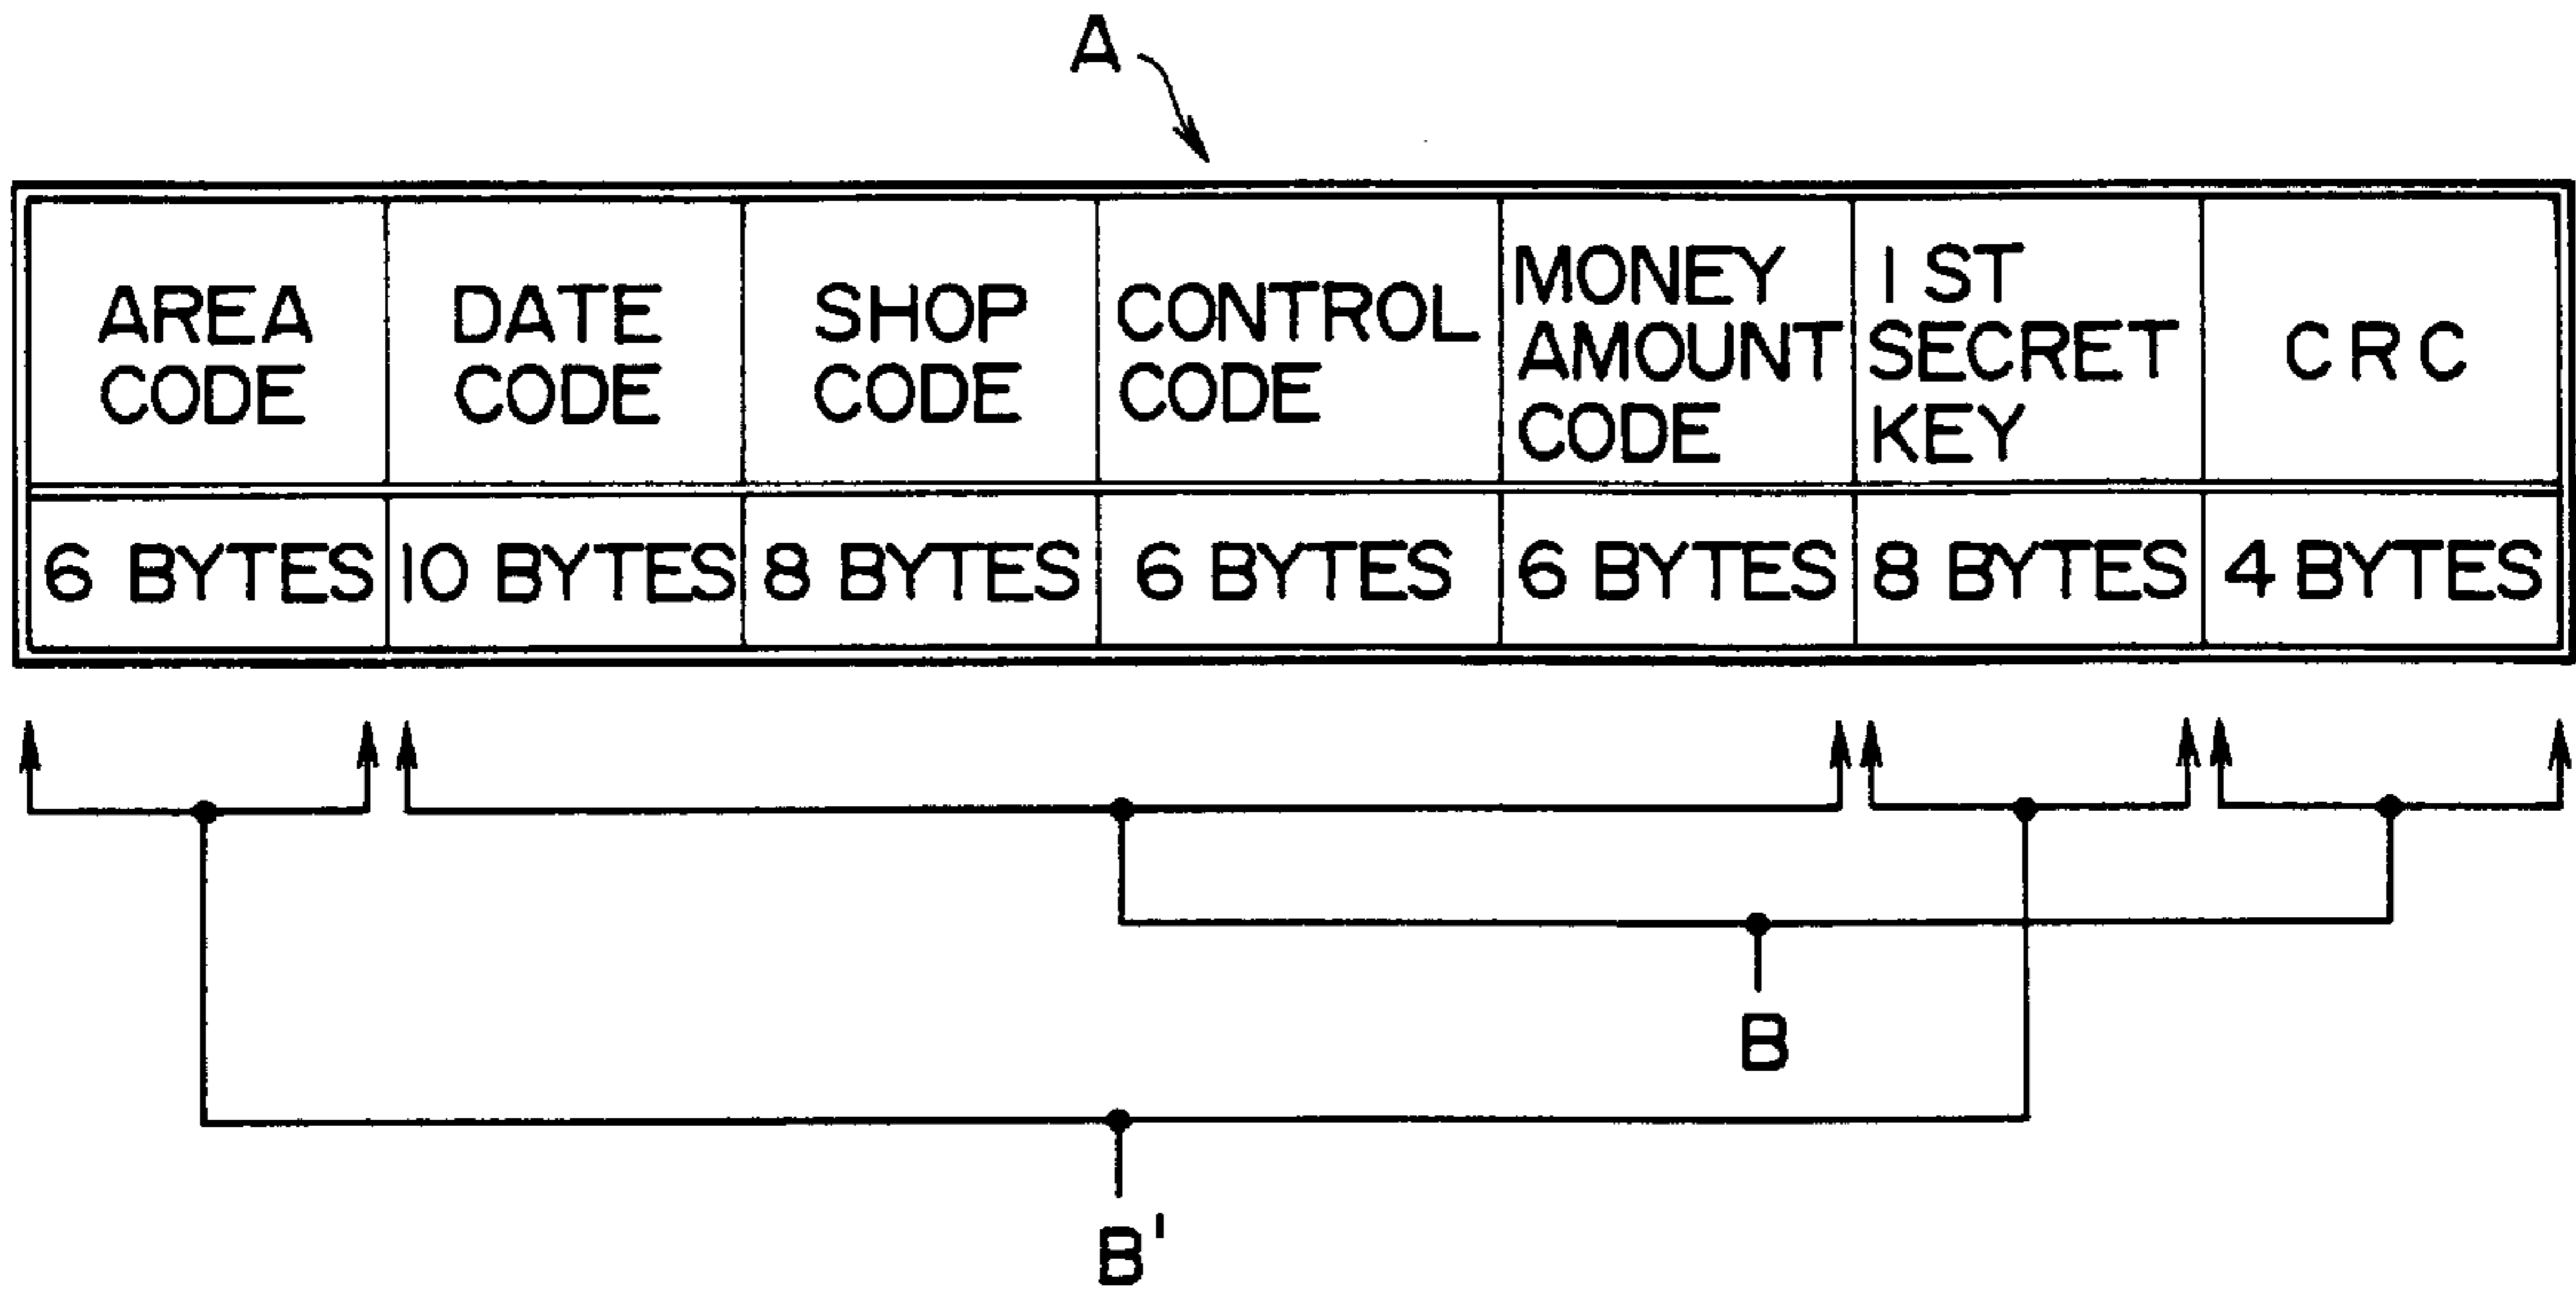 A
AREA
CODE
DATE
CODE
SHOP
CODE
CONTROL
CODE
MONEY
AMOUNT
CODE
1 ST
SECRET
KEY
C R C
6 BYTES
10 BYTES
8 BYTES
6 BYTES
6 BYTES
8 BYTES
4 BYTES
B
B'